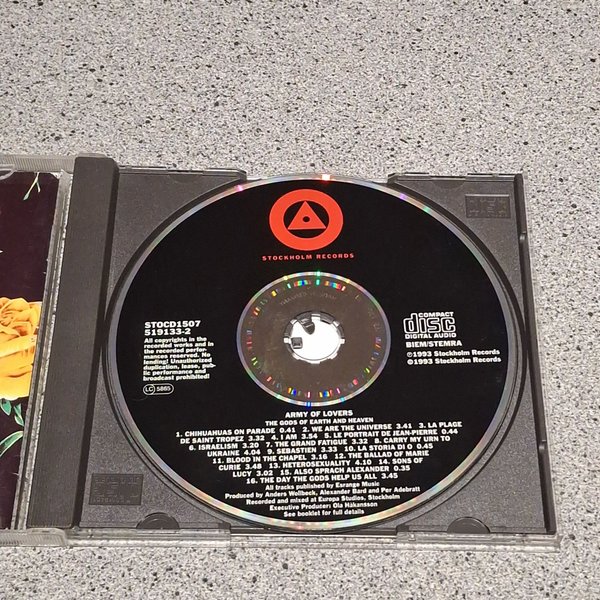 STOCKHOLM RECORDS
STOCD1507
519133-2
All copyrights in the
recorded works and in
the recorded perfor-
mances reserved. No
lending! Unauthorized
duplication, lease, pub-
lic performance and
broadcast prohibited!
LC 5865
COMPACT
disc
DIGITAL AUDIO
BIEM/STEMRA
℗1993 Stockholm Records
©1993 Stockholm Records
ARMY OF LOVERS
THE GODS OF EARTH AND HEAVEN
1. CHIHUAHUAS ON PARADE 0.41 2. WE ARE THE UNIVERSE 3.41 3. LA PLAGE
DE SAINT TROPEZ 3.32 4. I AM 3.54 5. LE PORTRAIT DE JEAN-PIERRE 0.44
6. ISRAELISM 3.20 7. THE GRAND FATIGUE 3.32 8. CARRY MY URN TO
UKRAINE 4.04 9. SEBASTIEN 3.33 10. LA STORIA DI O 4.15
11. BLOOD IN THE CHAPEL 3.16 12. THE BALLAD OF MARIE
CURIE 3.48 13. HETEROSEXUALITY 4.10 14. SONS OF
LUCY 3.02 15. ALSO SPRACH ALEXANDER 0.35
16. THE DAY THE GODS HELP US ALL 3.45
All tracks published by Esrange Music
Produced by Anders Wollbeck, Alexander Bard and Per Adebratt
Recorded and mixed at Europa Studios, Stockholm
Executive Producer: Ola Håkansson
See booklet for full details